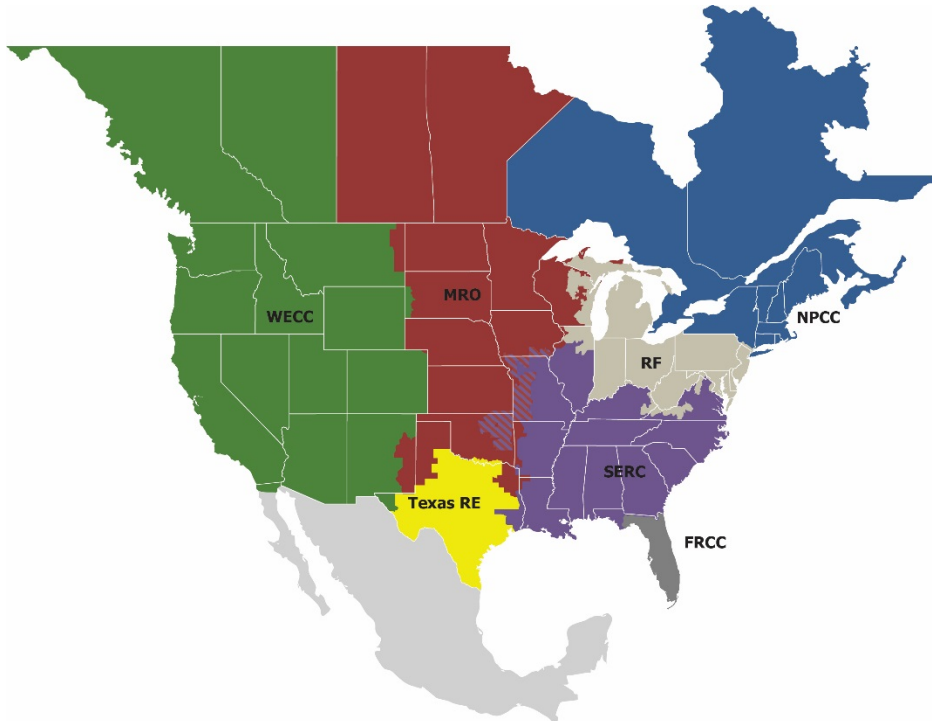 MRO
WECC
NPCC
RF
SERC
Texas RE
FRCC